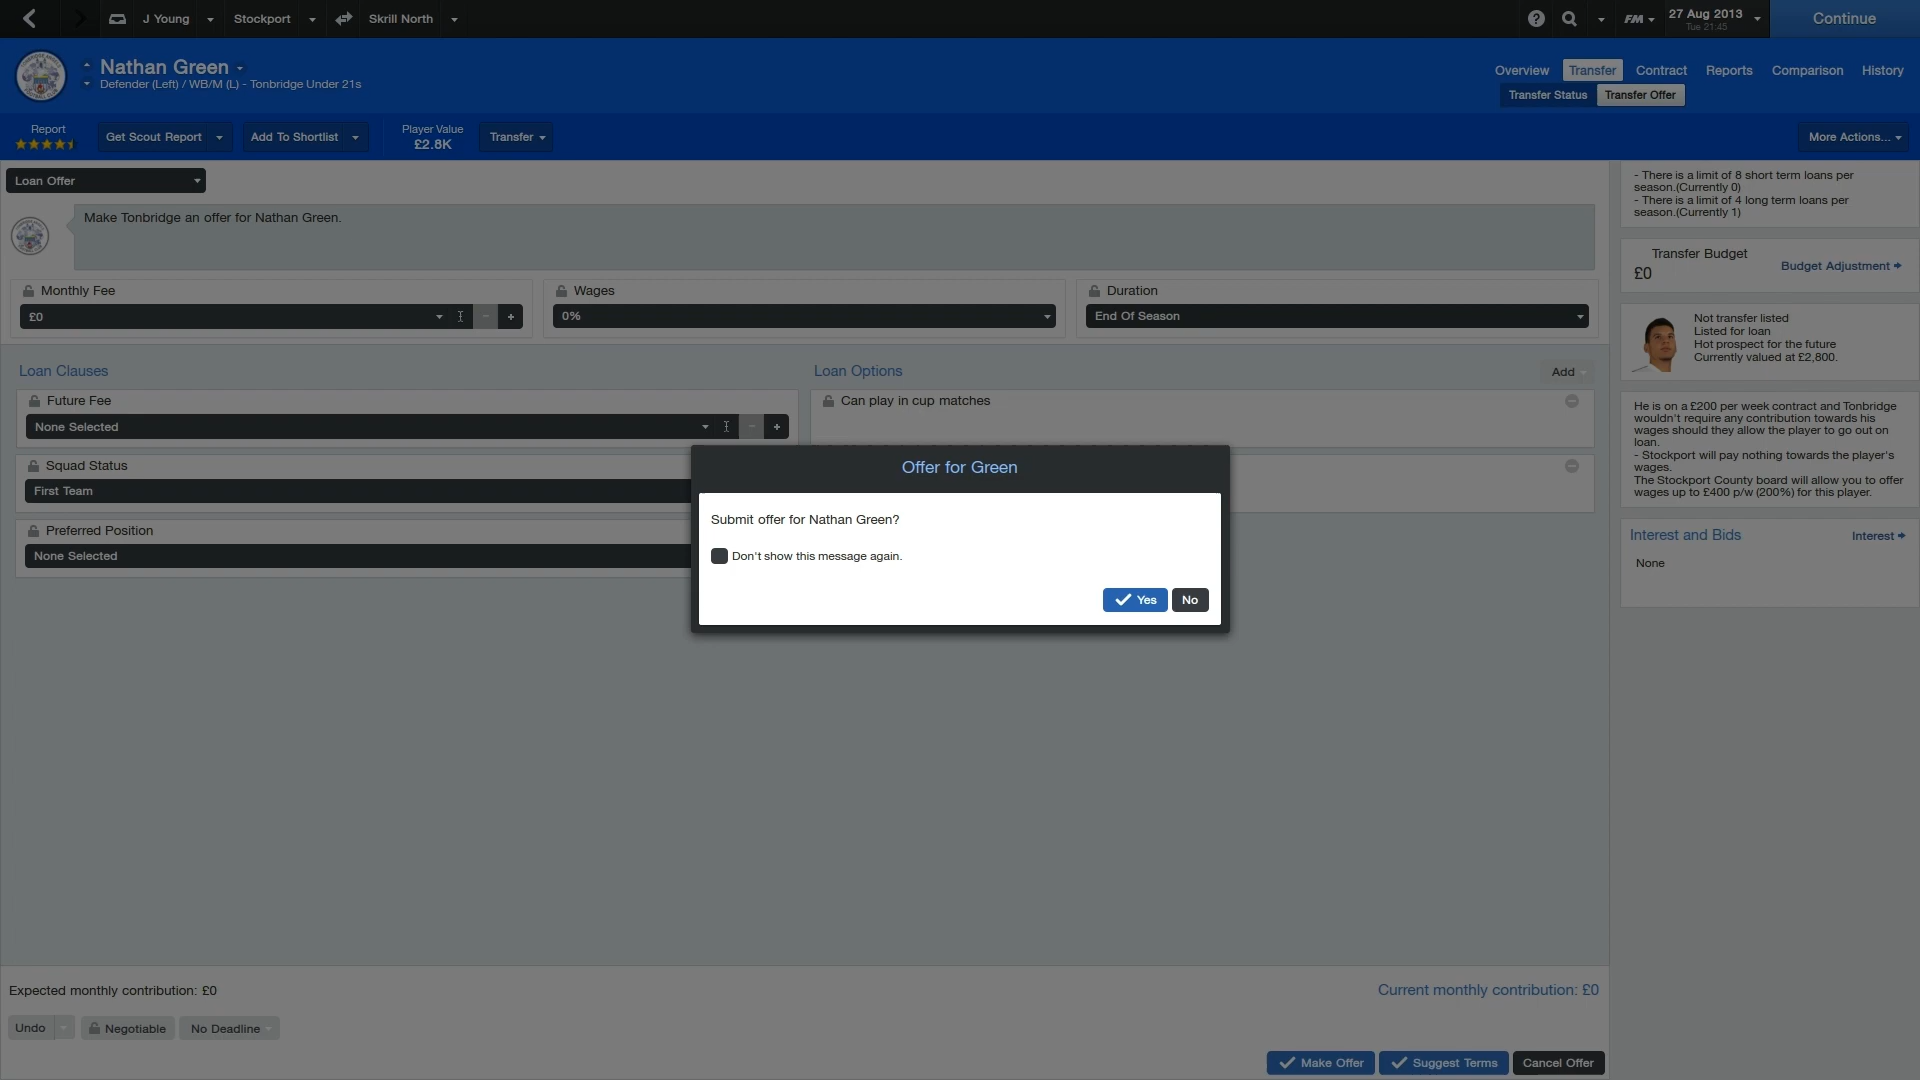 J Young
Stockport
Skrill North
FM
27 Aug 2013
Tue 21:45
Continue
Nathan Green
Defender (Left) / WB/M (L) - Tonbridge Under 21s
Overview
Transfer
Contract
Reports
Comparison
History
Transfer Status
Transfer Offer
Report
Get Scout Report
Add To Shortlist
Player Value
£2.8K
Transfer
More Actions...
Loan Offer
Make Tonbridge an offer for Nathan Green.
Monthly Fee
£0
Wages
0%
Duration
End Of Season
Loan Clauses
Future Fee
None Selected
Squad Status
First Team
Preferred Position
None Selected
Loan Options
Add
Can play in cup matches
Offer for Green
Submit offer for Nathan Green?
Don't show this message again.
Yes
No
- There is a limit of 8 short term loans per
season.(Currently 0)
- There is a limit of 4 long term loans per
season.(Currently 1)
Transfer Budget
£0
Budget Adjustment
Not transfer listed
Listed for loan
Hot prospect for the future
Currently valued at £2,800.
He is on a £200 per week contract and Tonbridge
wouldn't require any contribution towards his
wages should they allow the player to go out on
loan.
- Stockport will pay nothing towards the player's
wages.
The Stockport County board will allow you to offer
wages up to £400 p/w (200%) for this player.
Interest and Bids
Interest
None
Expected monthly contribution: £0
Current monthly contribution: £0
Undo
Negotiable
No Deadline
Make Offer
Suggest Terms
Cancel Offer